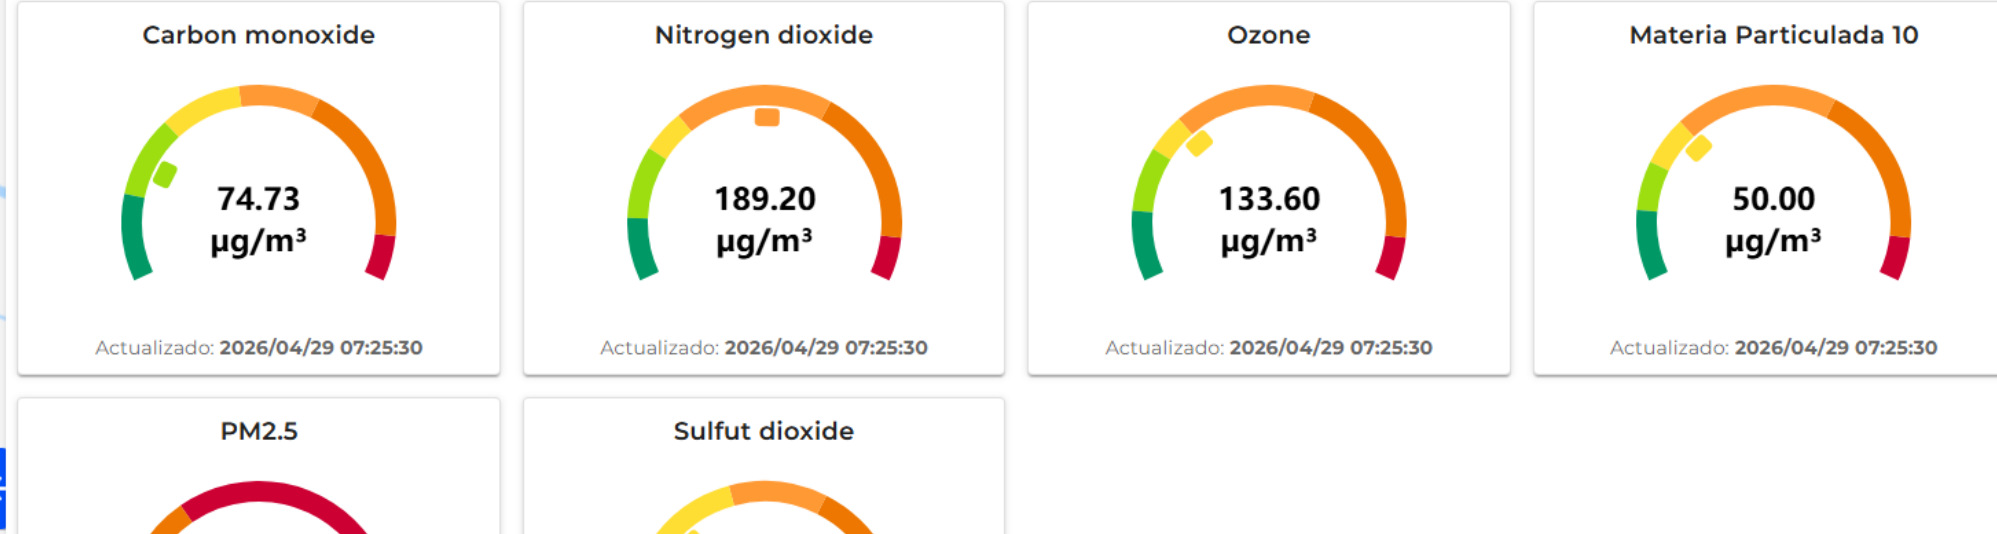 Carbon monoxide
74.73
µg/m³
Actualizado: 2026/04/29 07:25:30
Nitrogen dioxide
189.20
µg/m³
Actualizado: 2026/04/29 07:25:30
Ozone
133.60
µg/m³
Actualizado: 2026/04/29 07:25:30
Materia Particulada 10
50.00
µg/m³
Actualizado: 2026/04/29 07:25:30
PM2.5
Sulfut dioxide